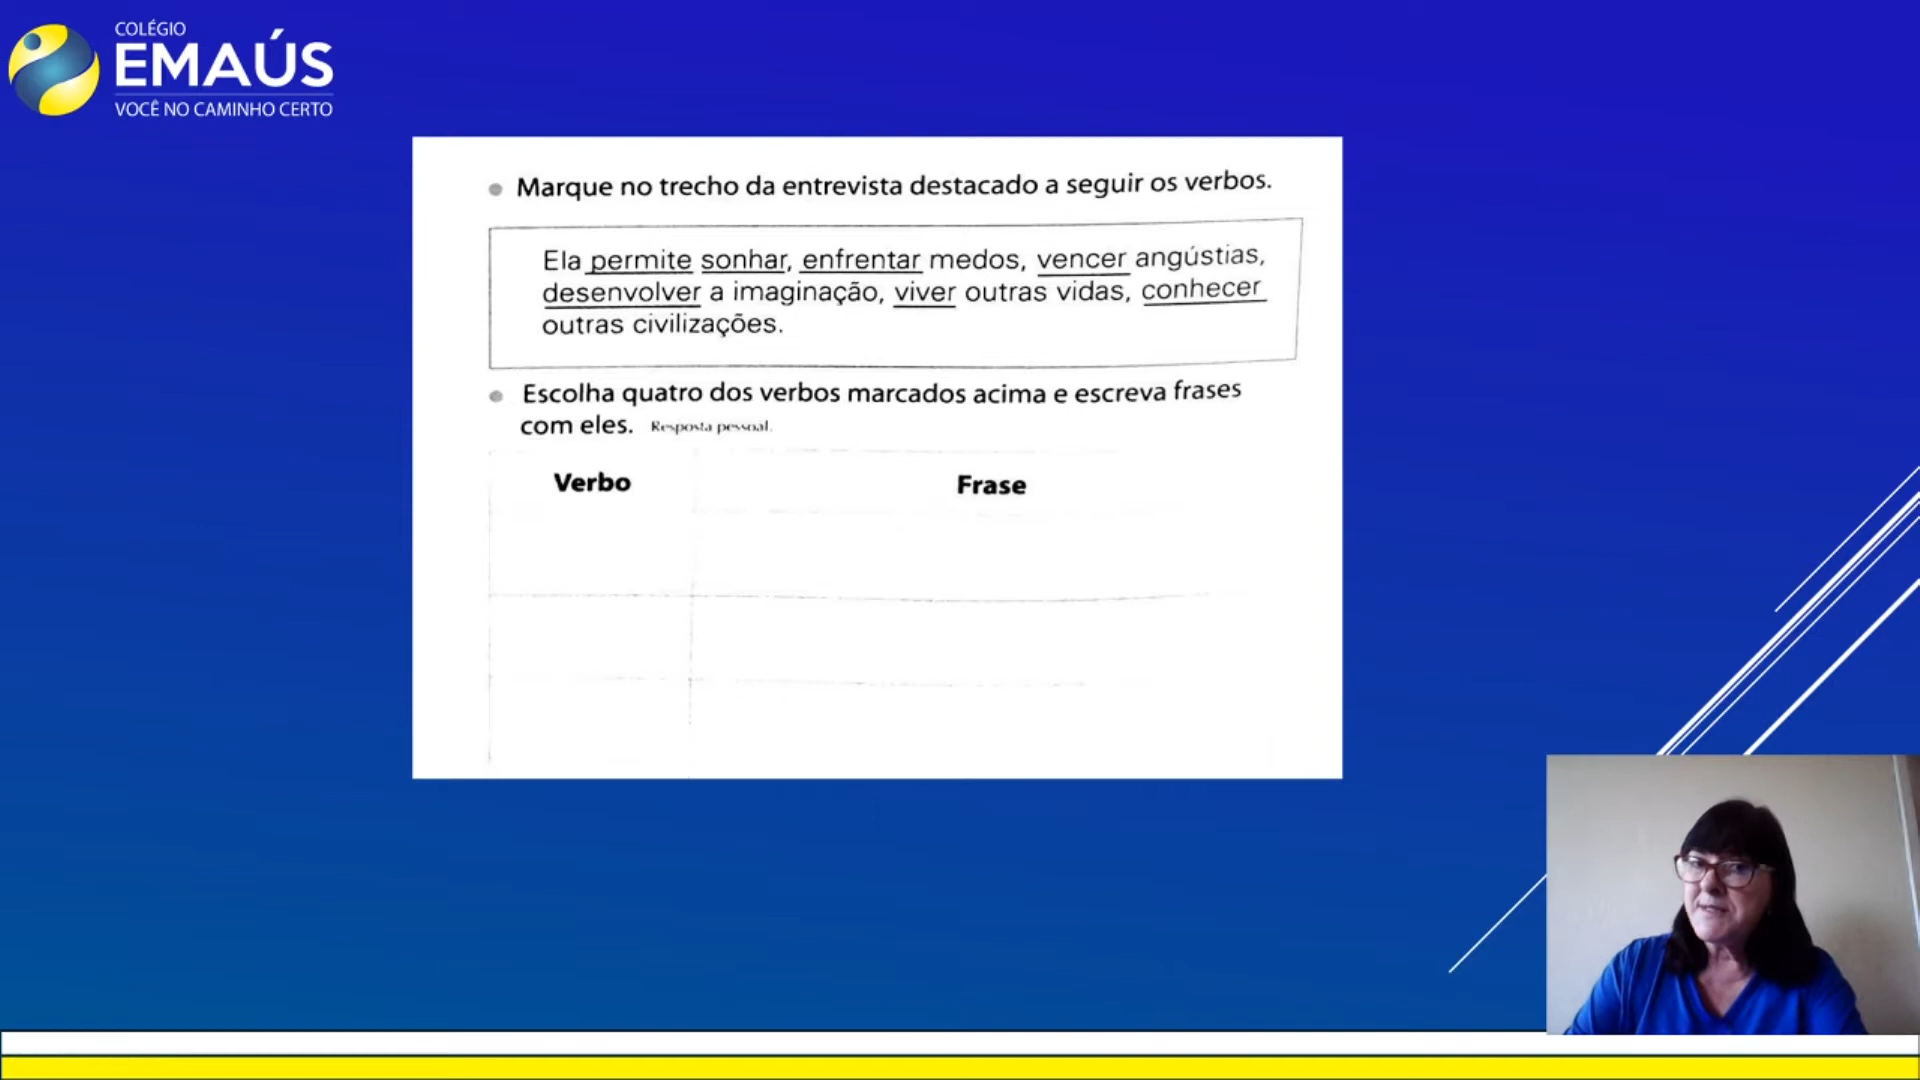 COLÉGIO
EMAÚS
VOCÊ NO CAMINHO CERTO
Marque no trecho da entrevista destacado a seguir os verbos.
Ela permite sonhar, enfrentar medos, vencer angústias,
desenvolver a imaginação, viver outras vidas, conhecer
outras civilizações.
Escolha quatro dos verbos marcados acima e escreva frases
com eles. Resposta pessoal.
Verbo Frase